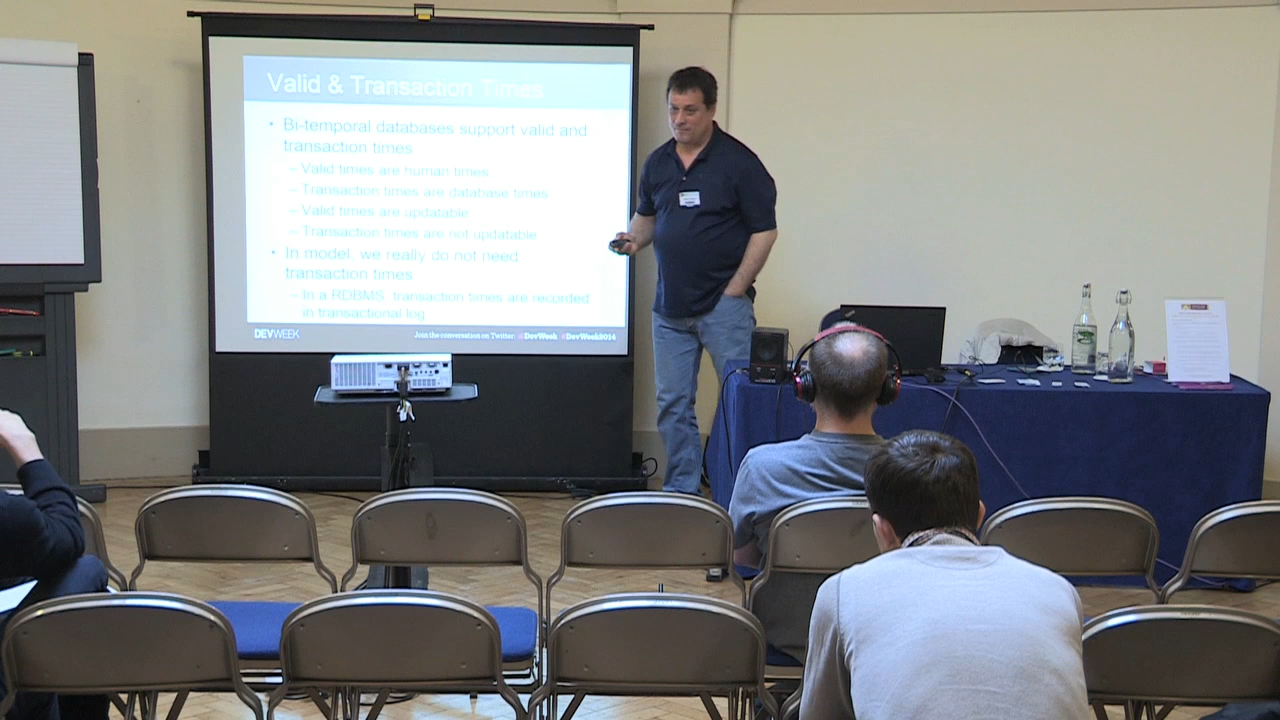 Valid & Transaction Times
• Bi-temporal databases support valid and
transaction times
– Valid times are human times
– Transaction times are database times
– Valid times are updatable
– Transaction times are not updatable
• In model, we really do not need
transaction times
– In a RDBMS, transaction times are recorded
in transactional log
DEVWEEK
Join the conversation on Twitter: @DevWeek #DevWeek2014